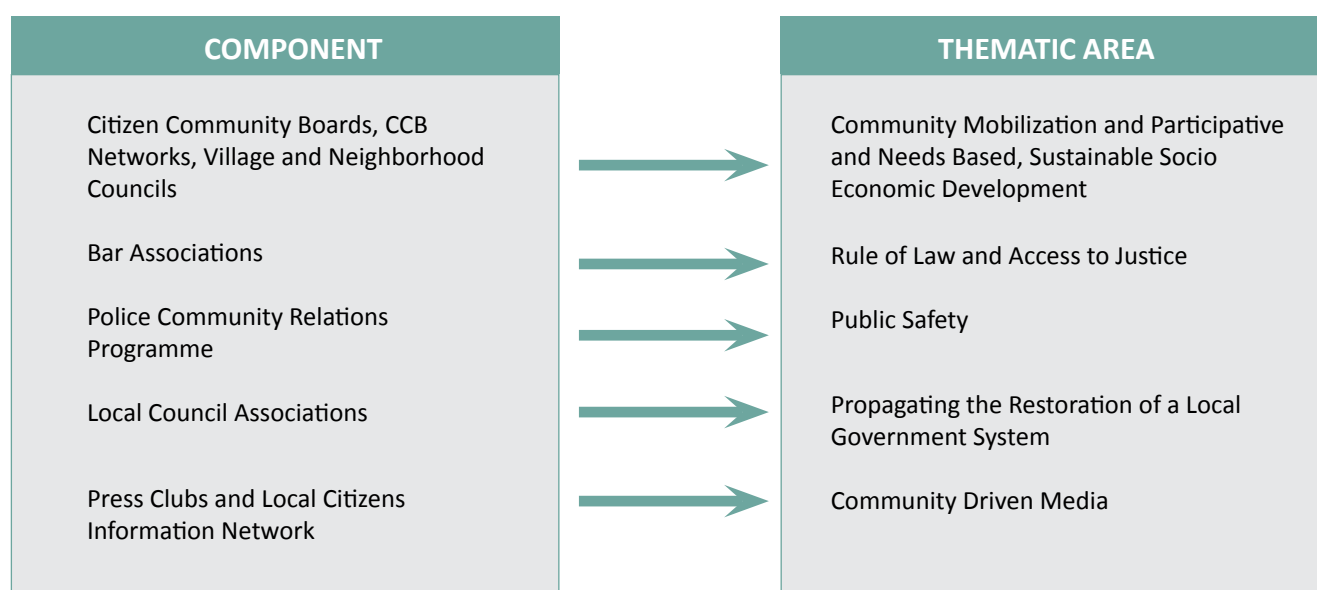 COMPONENT
Citizen Community Boards, CCB
Networks, Village and Neighborhood
Councils
Bar Associations
Police Community Relations
Programme
Local Council Associations
Press Clubs and Local Citizens
Information Network
THEMATIC AREA
Community Mobilization and Participative
and Needs Based, Sustainable Socio
Economic Development
Rule of Law and Access to Justice
Public Safety
Propagating the Restoration of a Local
Government System
Community Driven Media